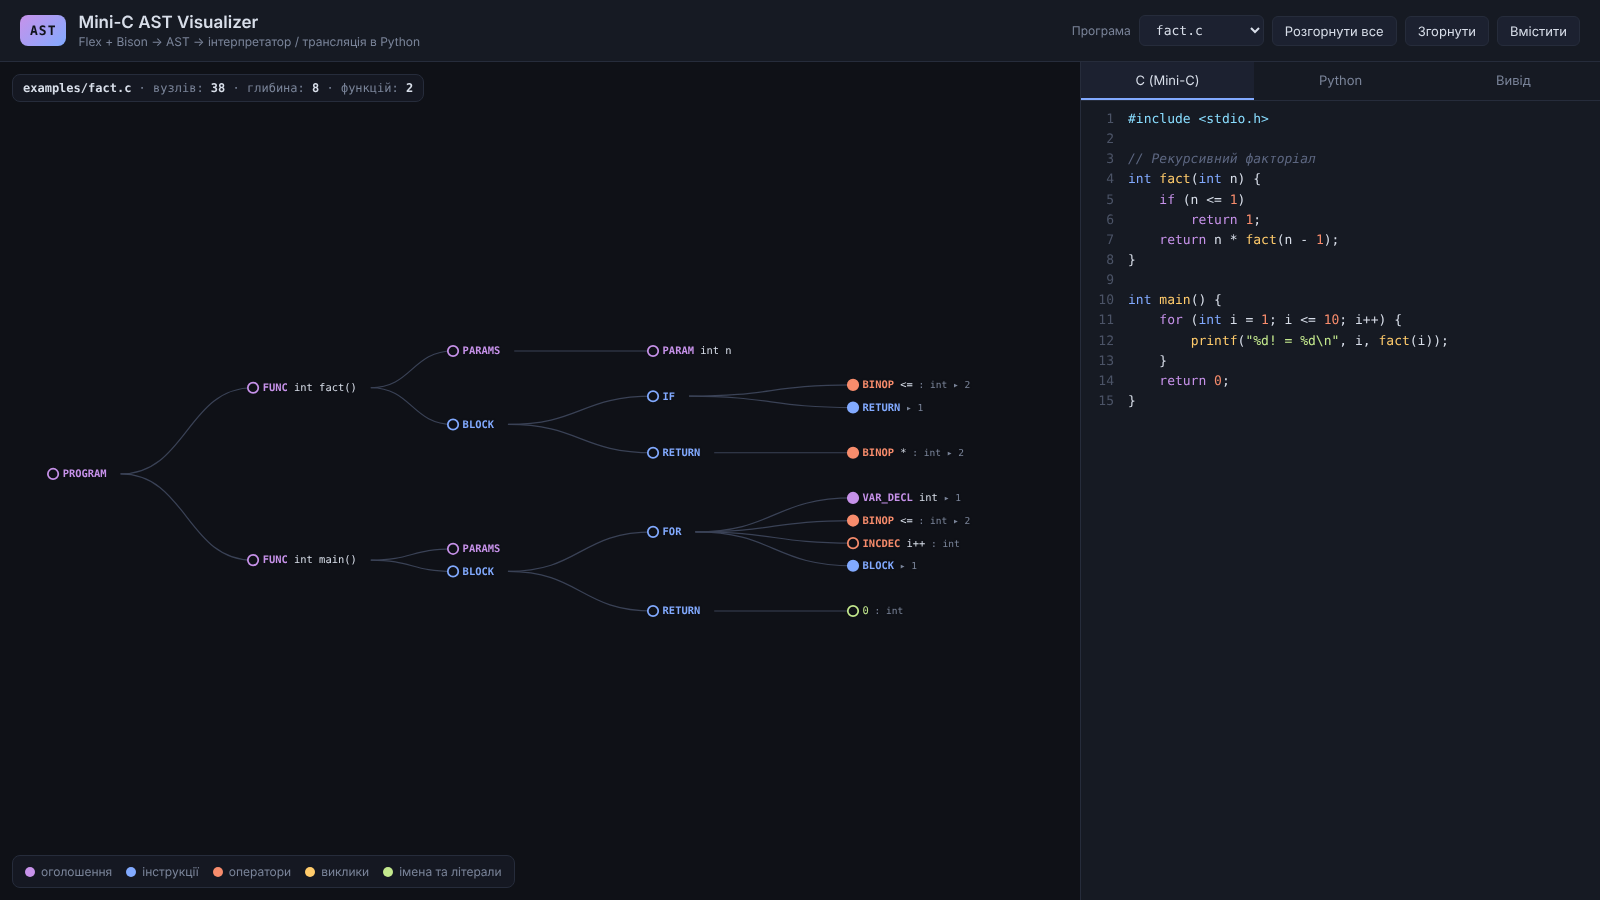 AST
Mini-C AST Visualizer
Flex + Bison → AST → інтерпретатор / трансляція в Python
Програма
fact.c
Розгорнути все
Згорнути
Вмістити
examples/fact.c · вузлів: 38 · глибина: 8 · функцій: 2
PROGRAM
FUNC int fact()
PARAMS
PARAM int n
BLOCK
IF
BINOP <= : int ▸ 2
RETURN ▸ 1
RETURN
BINOP * : int ▸ 2
FUNC int main()
PARAMS
BLOCK
FOR
VAR_DECL int ▸ 1
BINOP <= : int ▸ 2
INCDEC i++ : int
BLOCK ▸ 1
RETURN
0 : int
оголошення
інструкції
оператори
виклики
імена та літерали
C (Mini-C)
Python
Вивід
1 #include <stdio.h>
2
3 // Рекурсивний факторіал
4 int fact(int n) {
5     if (n <= 1)
6         return 1;
7     return n * fact(n - 1);
8 }
9
10 int main() {
11     for (int i = 1; i <= 10; i++) {
12         printf("%d! = %d\n", i, fact(i));
13     }
14     return 0;
15 }